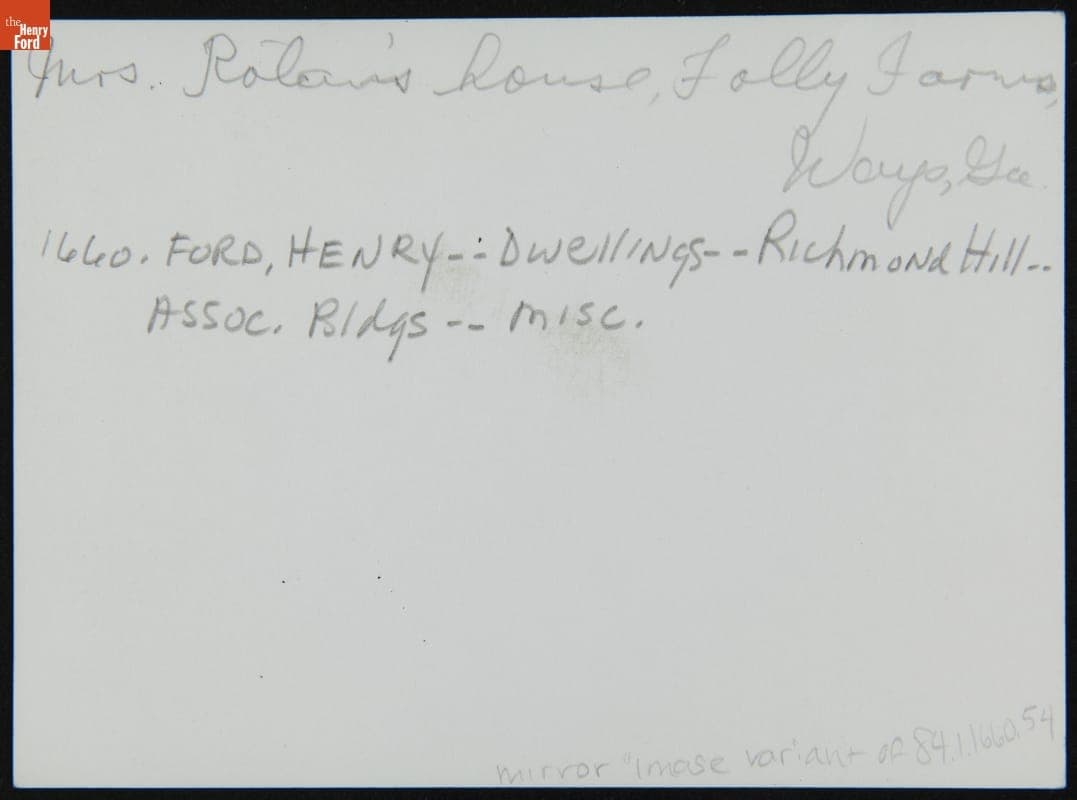 the Henry Ford
Mrs. Rotan's house, Folly Farms,
Ways, Ga.
1660. FORD, HENRY--Dwellings--Richmond Hill--
Assoc. Bldgs -- misc.
mirror "image variant of 84.1.1660.54